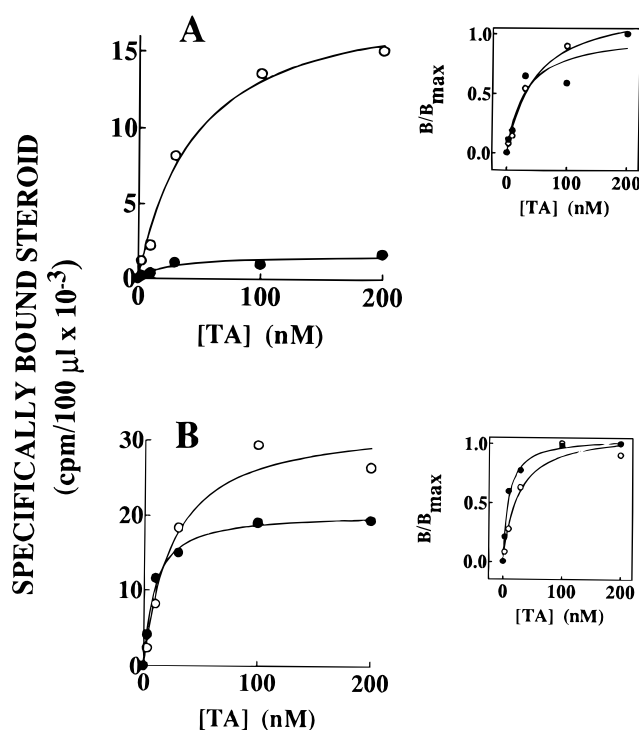 SPECIFICALLY BOUND STEROID
(cpm/100 µl x 10-3)
A
15
10
5
0
0
100
200
[TA] (nM)
B/Bmax
1.0
0.5
0.0
0
100
200
[TA] (nM)
B
30
20
10
0
0
100
200
[TA] (nM)
B/Bmax
1.0
0.5
0.0
0
100
200
[TA] (nM)